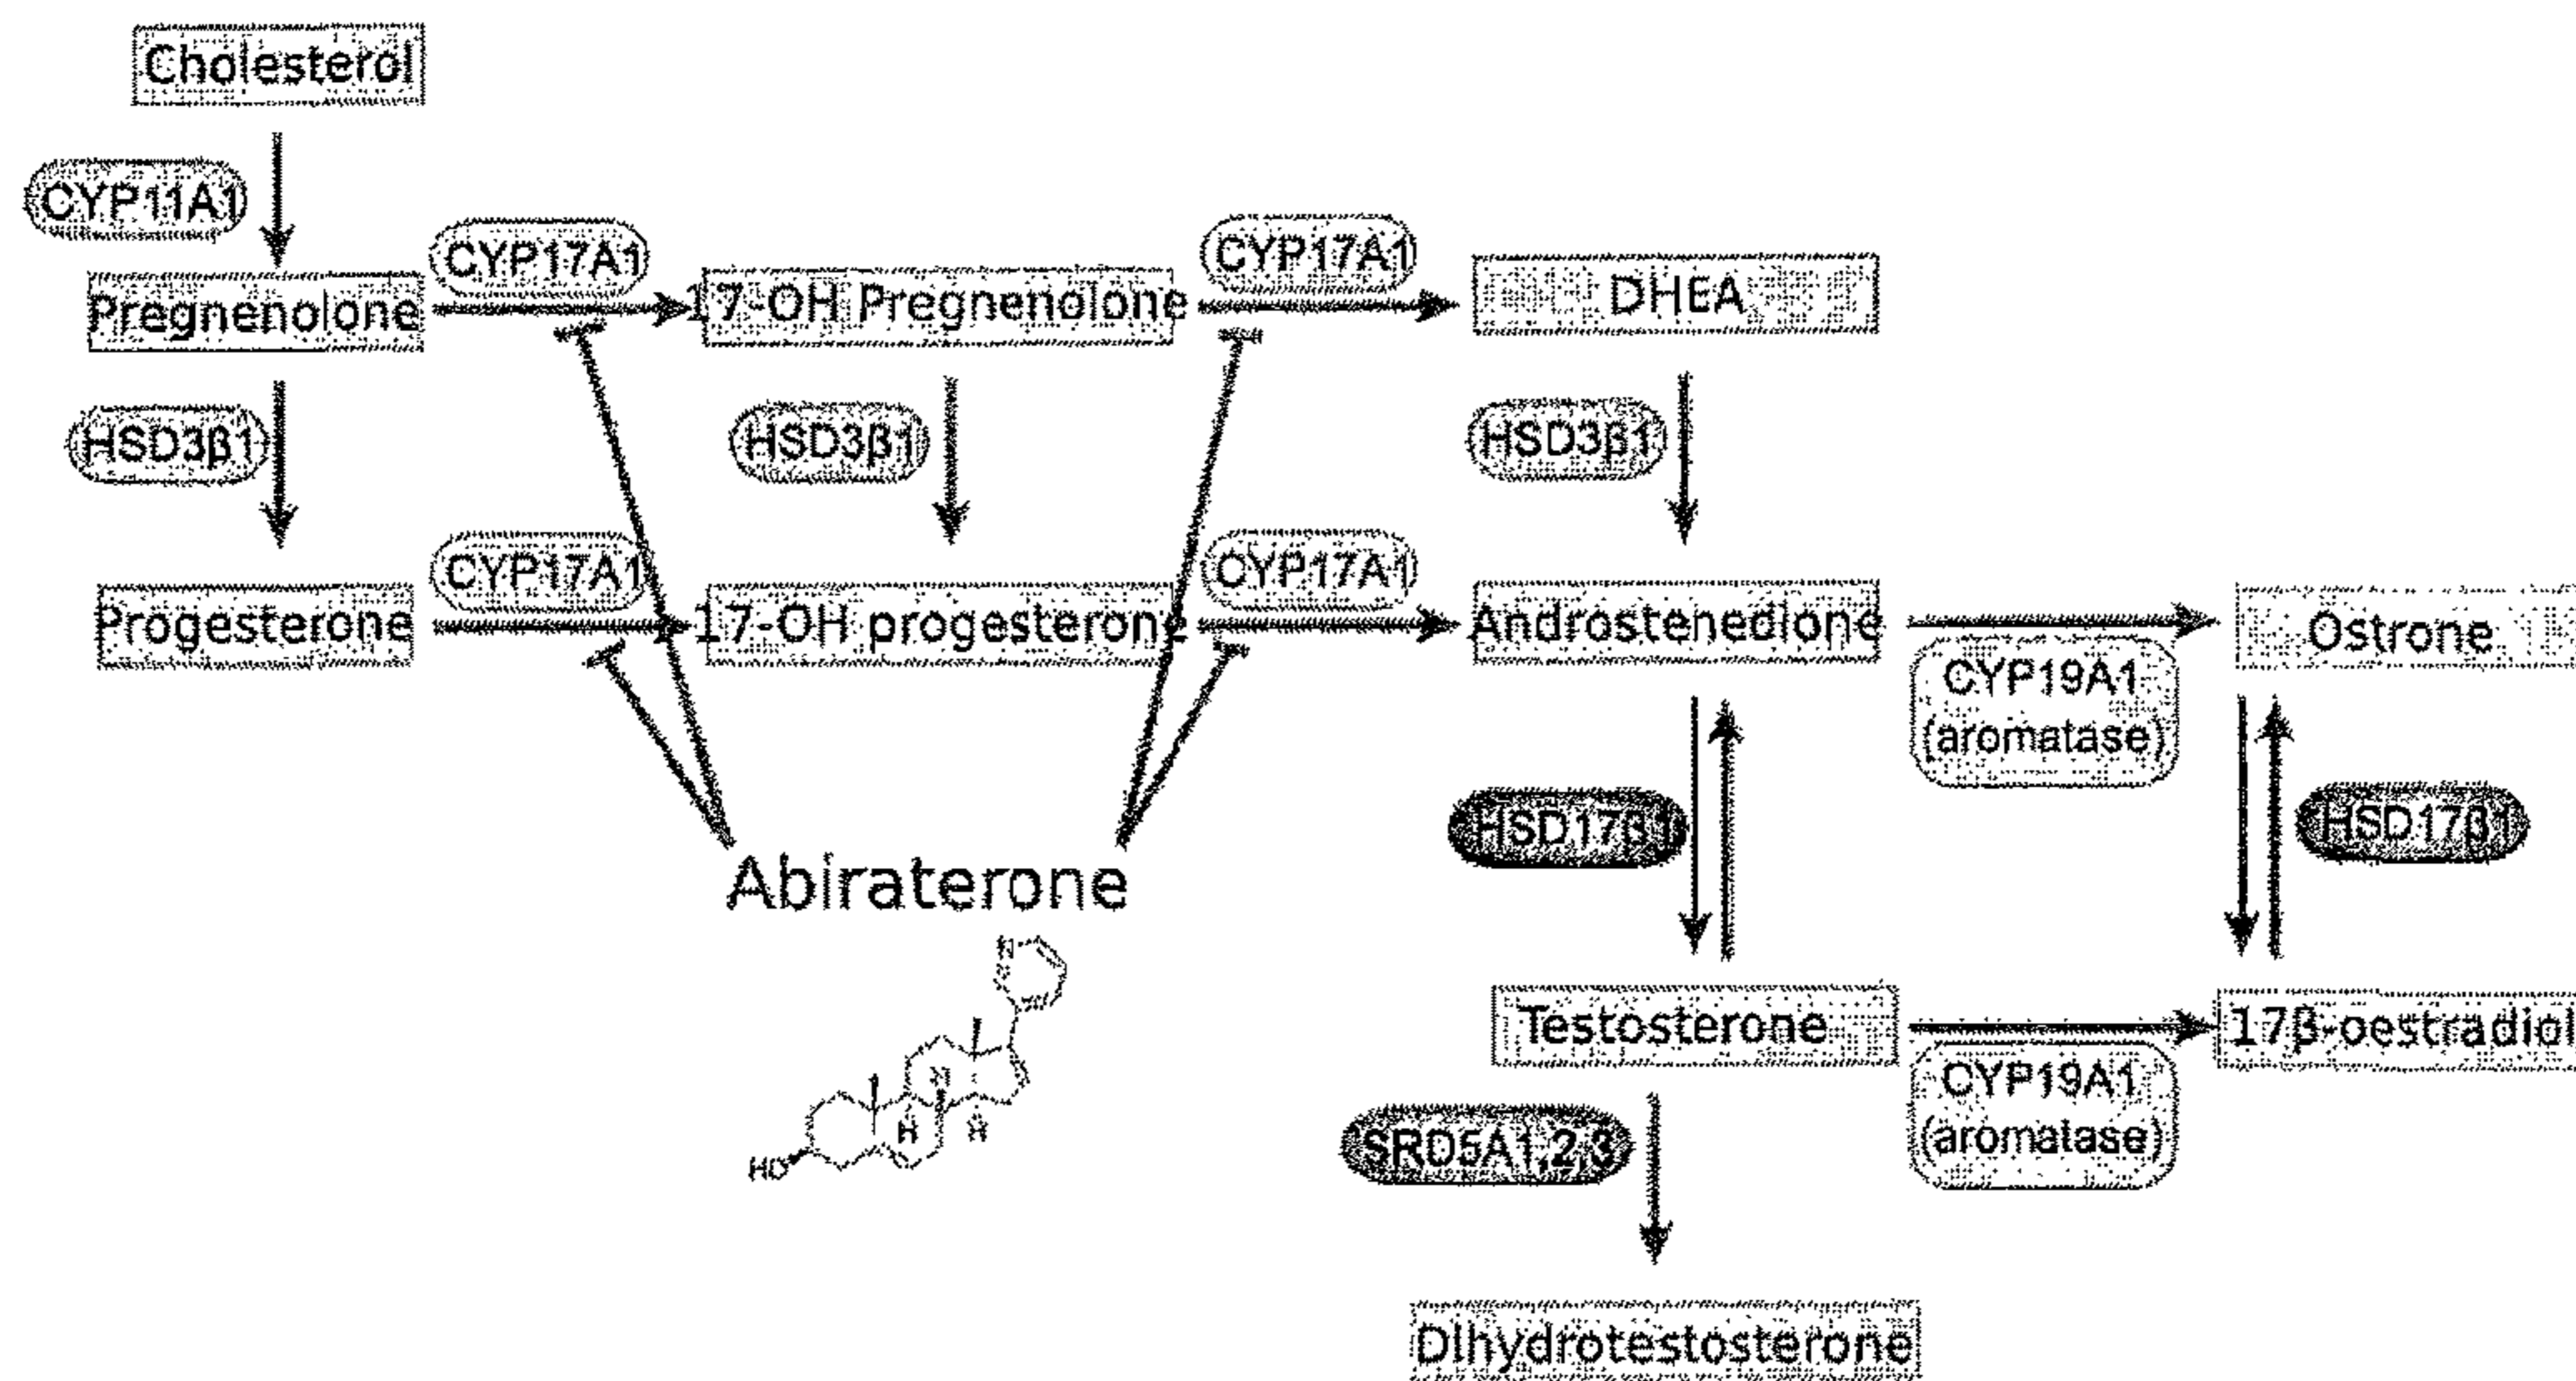 Cholesterol
CYP11A1
CYP17A1
CYP17A1
Pregnenolone
17-OH Pregnenolone
DHEA
HSD3β1
HSD3β1
HSD3β1
CYP17A1
CYP17A1
Progesterone
17-OH progesterone
Androstenedione
Ostrone
CYP19A1
(aromatase)
HSD17β1
HSD17β1
Abiraterone
N
Testosterone
17β-oestradiol
H
H
H
HO
CYP19A1
(aromatase)
SRD5A1,2,3
Dihydrotestosterone